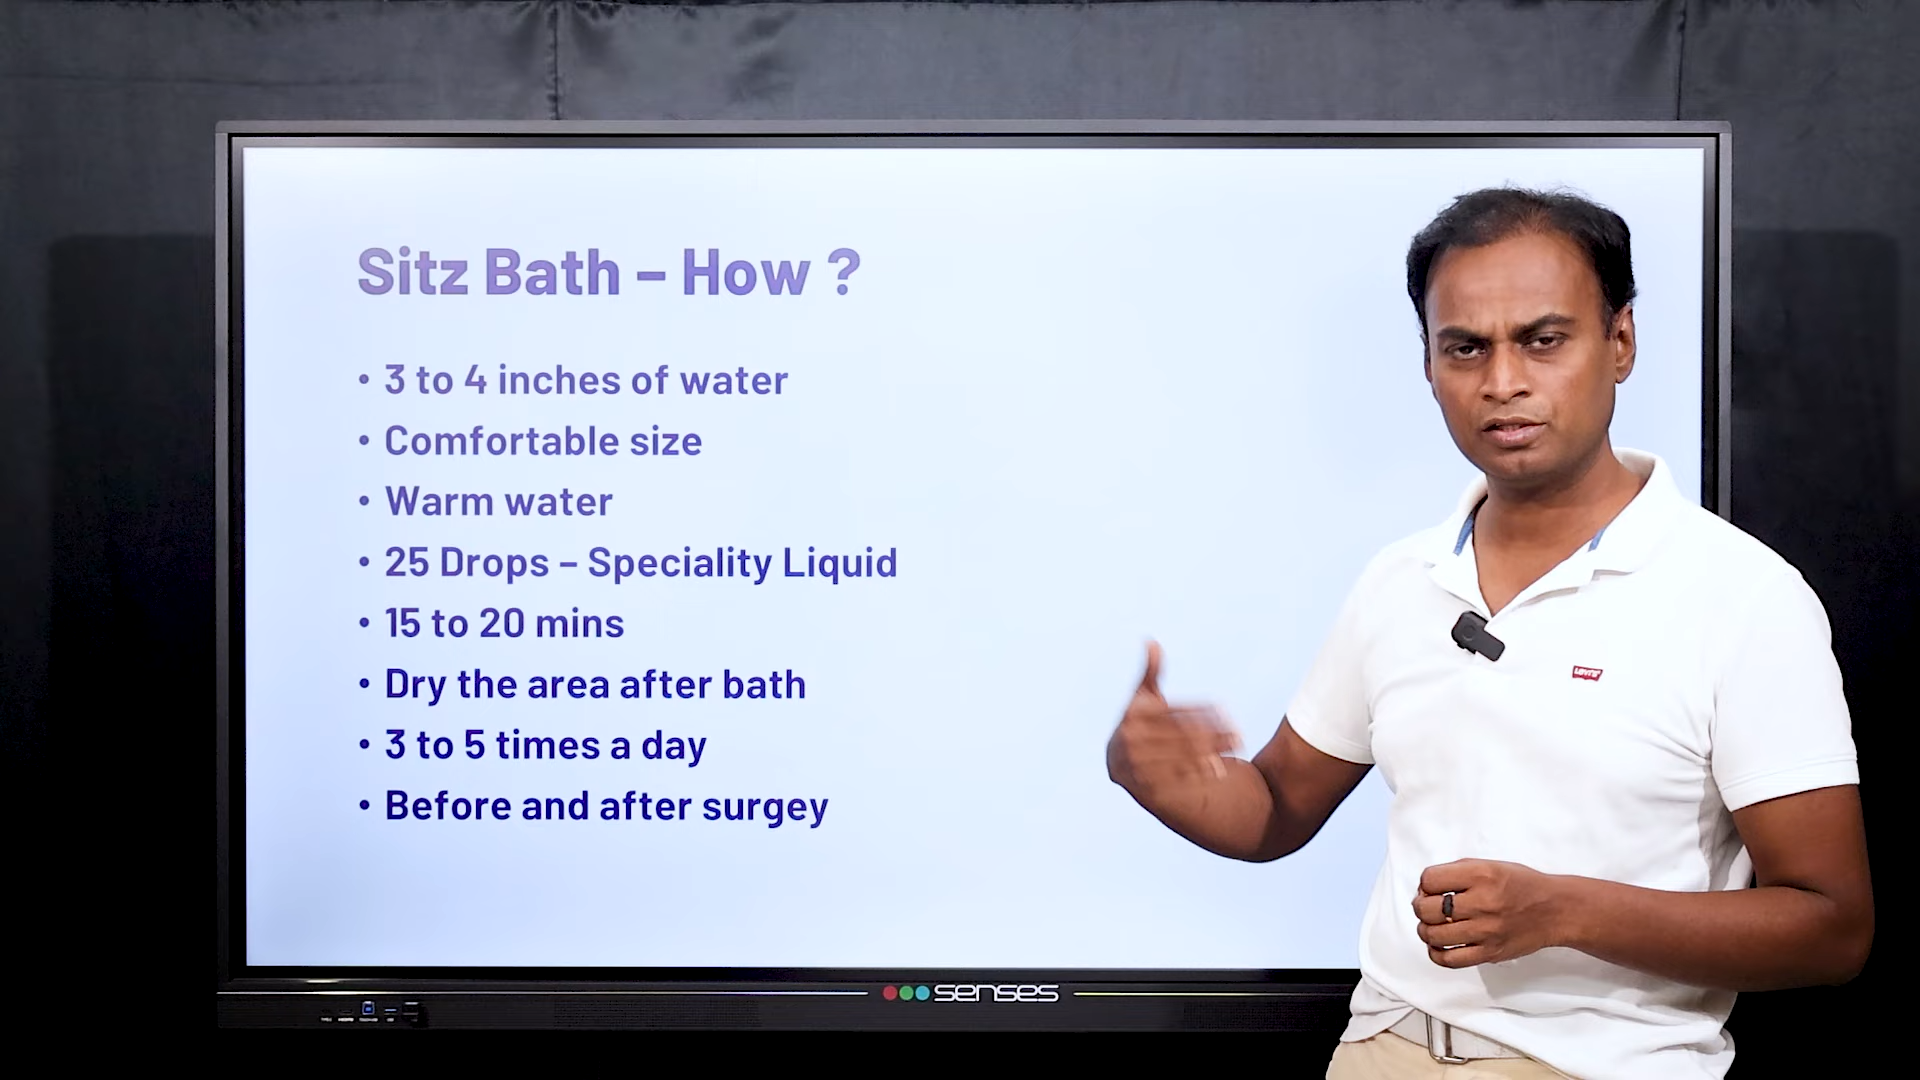 Sitz Bath – How ?
• 3 to 4 inches of water
• Comfortable size
• Warm water
• 25 Drops – Speciality Liquid
• 15 to 20 mins
• Dry the area after bath
• 3 to 5 times a day
• Before and after surgey
Levi's
senses